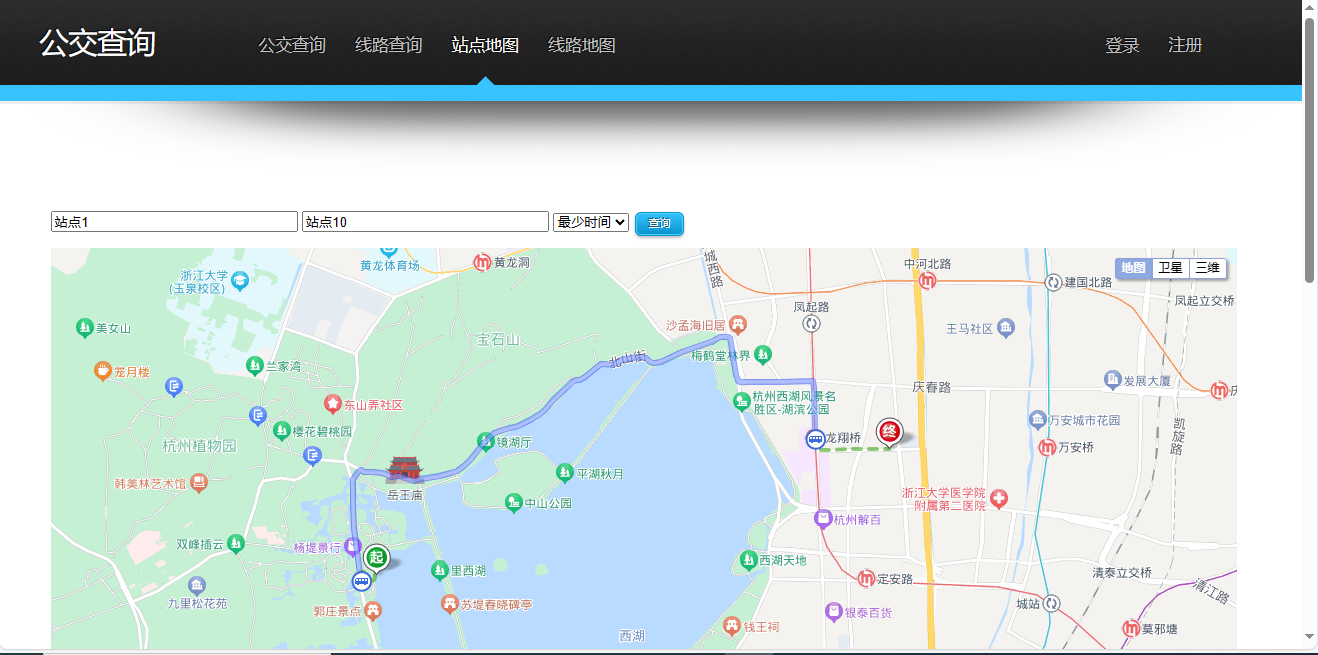 公交查询
公交查询
线路查询
站点地图
线路地图
登录
注册
站点1
站点10
最少时间
查询
地图
卫星
三维
浙江大学
(玉泉校区)
黄龙体育场
黄龙洞
城西路
中河北路
建国北路
凤起立交桥
凤起路
美女山
宝石山
沙孟海旧居
王马社区
北山街
梅鹤堂林界
笼月楼
兰家湾
庆春路
发展大厦
东山弄社区
杭州西湖风景名
胜区-湖滨公园
万安城市花园
凯旋路
樱花碧桃园
杭州植物园
镜湖厅
龙翔桥
终
万安桥
韩美林艺术馆
岳王庙
平湖秋月
中山公园
浙江大学医学院
附属第二医院
杭州解百
双峰插云
杨堤景行
起
里西湖
西湖天地
定安路
清泰立交桥
清江路
九里松花苑
郭庄景点
苏堤春晓碑亭
银泰百货
城站
西湖
钱王祠
莫邪塘